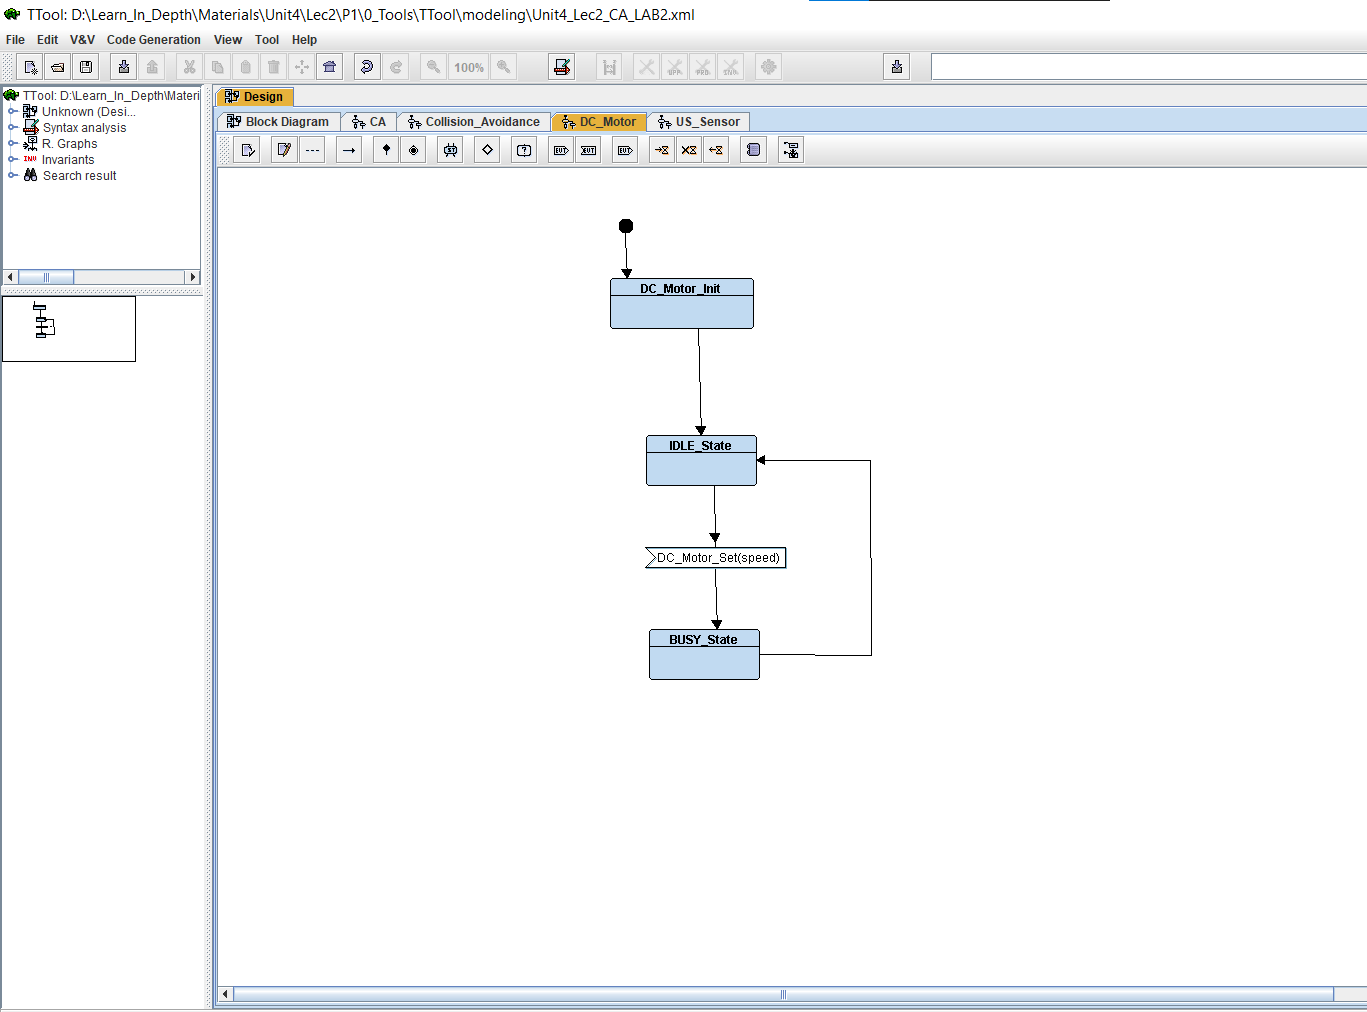 TTool: D:\Learn_In_Depth\Materials\Unit4\Lec2\P1\0_Tools\TTool\modeling\Unit4_Lec2_CA_LAB2.xml
File Edit V&V Code Generation View Tool Help
100%
TTool: D:\Learn_In_Depth\Materi
Unknown (Desi...
Syntax analysis
R. Graphs
INV Invariants
Search result
Design
Block Diagram CA Collision_Avoidance DC_Motor US_Sensor
DC_Motor_Init
IDLE_State
DC_Motor_Set(speed)
BUSY_State